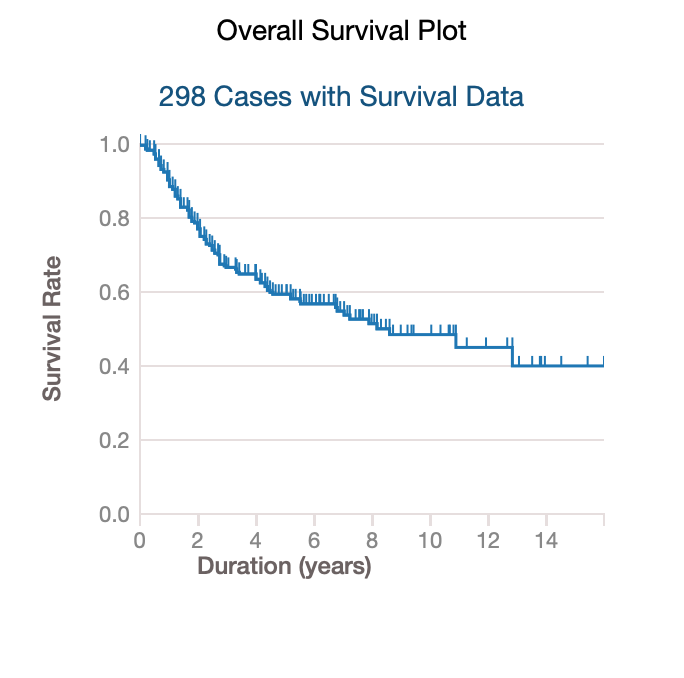 Overall Survival Plot
298 Cases with Survival Data
1.0
0.8
0.6
0.4
0.2
0.0
Survival Rate
0 2 4 6 8 10 12 14
Duration (years)